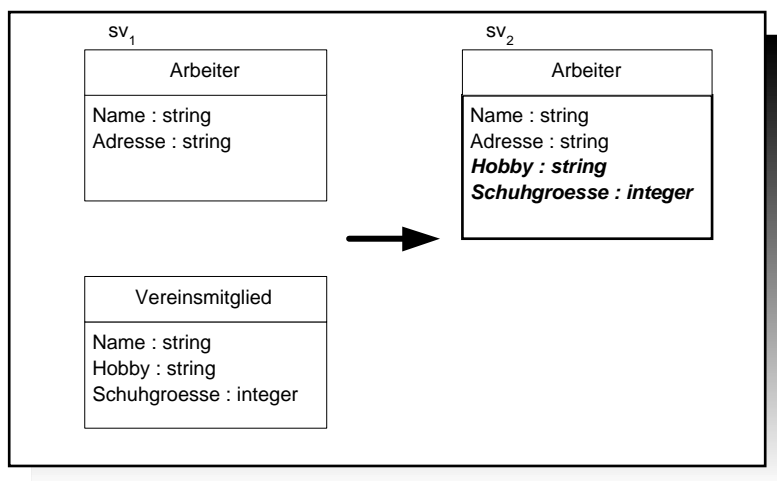 sv1
Arbeiter
Name : string
Adresse : string
Vereinsmitglied
Name : string
Hobby : string
Schuhgroesse : integer
sv2
Arbeiter
Name : string
Adresse : string
Hobby : string
Schuhgroesse : integer